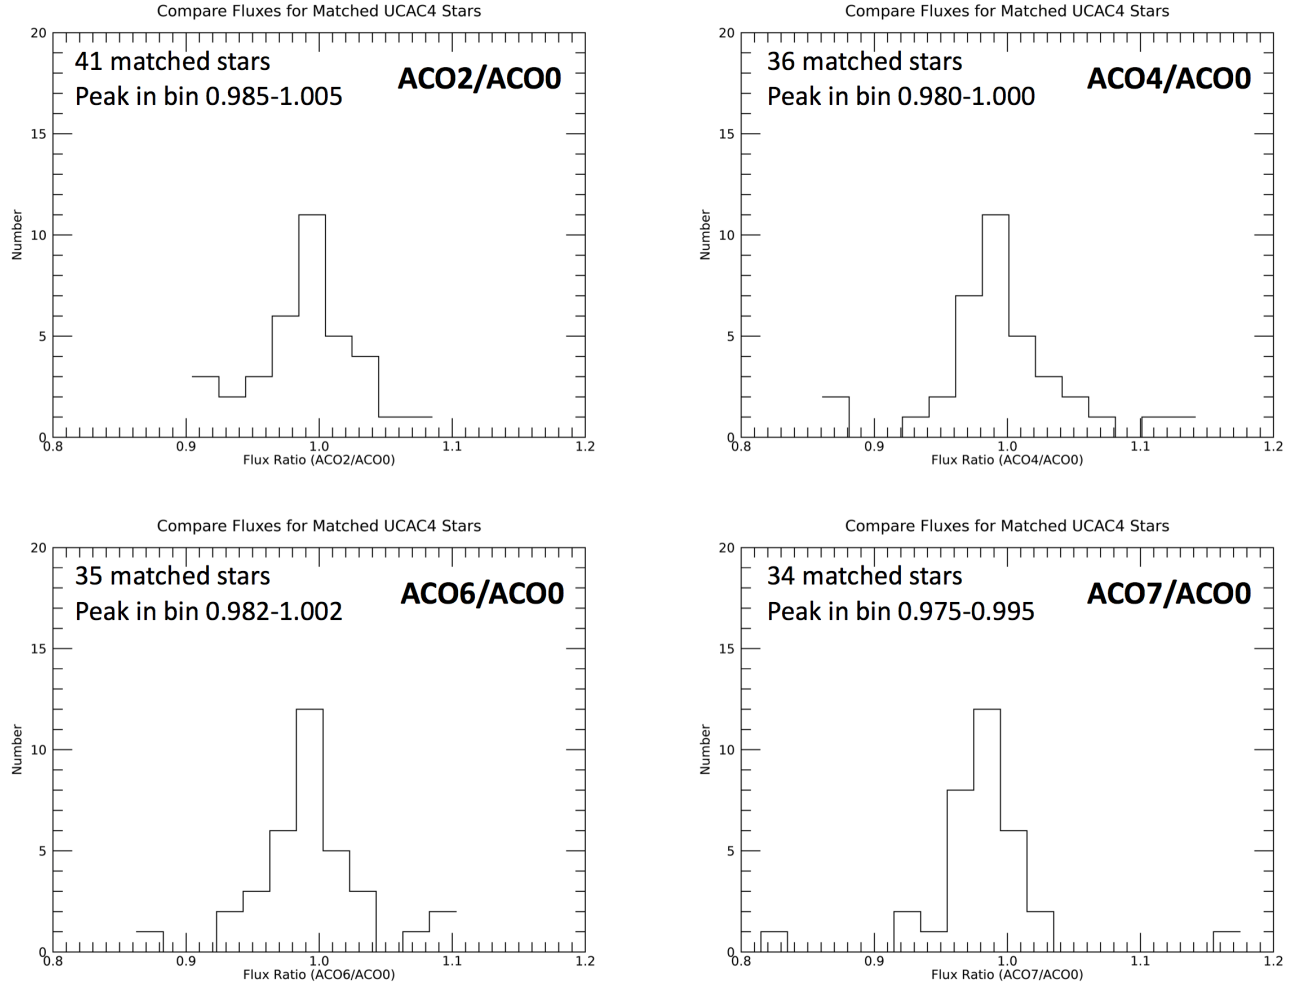 Compare Fluxes for Matched UCAC4 Stars
41 matched stars
Peak in bin 0.985-1.005
ACO2/ACO0
20
15
10
5
0
Number
0.8 0.9 1.0 1.1 1.2
Flux Ratio (ACO2/ACO0)
Compare Fluxes for Matched UCAC4 Stars
36 matched stars
Peak in bin 0.980-1.000
ACO4/ACO0
20
15
10
5
0
Number
0.8 0.9 1.0 1.1 1.2
Flux Ratio (ACO4/ACO0)
Compare Fluxes for Matched UCAC4 Stars
35 matched stars
Peak in bin 0.982-1.002
ACO6/ACO0
20
15
10
5
0
Number
0.8 0.9 1.0 1.1 1.2
Flux Ratio (ACO6/ACO0)
Compare Fluxes for Matched UCAC4 Stars
34 matched stars
Peak in bin 0.975-0.995
ACO7/ACO0
20
15
10
5
0
Number
0.8 0.9 1.0 1.1 1.2
Flux Ratio (ACO7/ACO0)